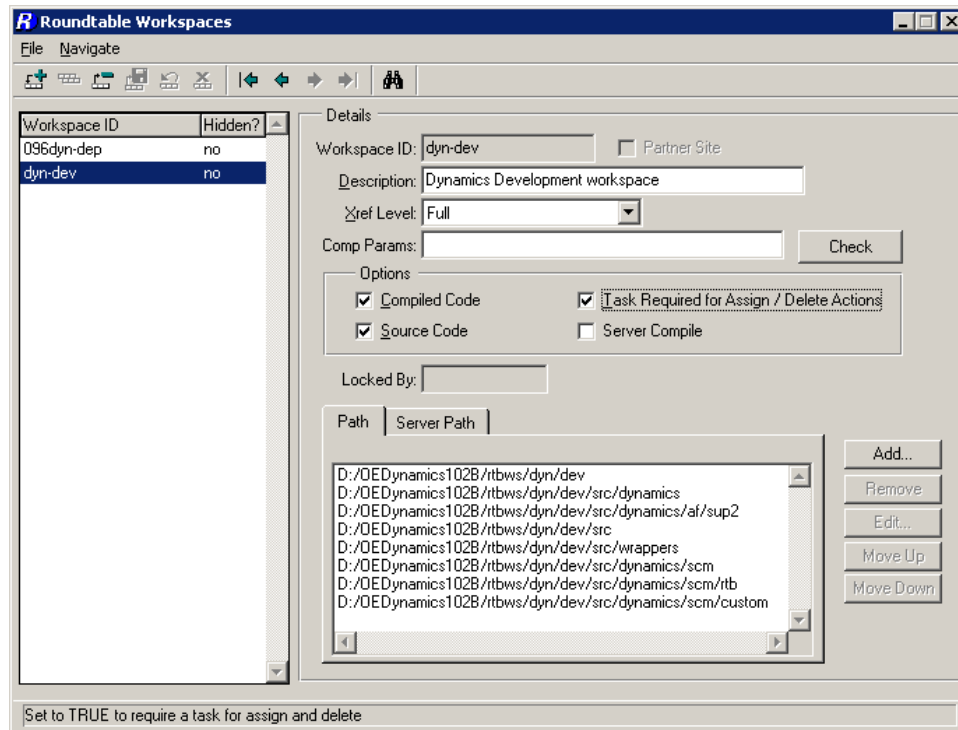 R Roundtable Workspaces
File Navigate
Workspace ID Hidden?
096dyn-dep no
dyn-dev no
Details
Workspace ID: dyn-dev Partner Site
Description: Dynamics Development workspace
Xref Level: Full
Comp Params: Check
Options
Compiled Code Task Required for Assign / Delete Actions
Source Code Server Compile
Locked By:
Path Server Path
D:/OEDynamics102B/rtbws/dyn/dev
D:/OEDynamics102B/rtbws/dyn/dev/src/dynamics
D:/OEDynamics102B/rtbws/dyn/dev/src/dynamics/af/sup2
D:/OEDynamics102B/rtbws/dyn/dev/src
D:/OEDynamics102B/rtbws/dyn/dev/src/wrappers
D:/OEDynamics102B/rtbws/dyn/dev/src/dynamics/scm
D:/OEDynamics102B/rtbws/dyn/dev/src/dynamics/scm/rtb
D:/OEDynamics102B/rtbws/dyn/dev/src/dynamics/scm/custom
Add...
Remove
Edit...
Move Up
Move Down
Set to TRUE to require a task for assign and delete